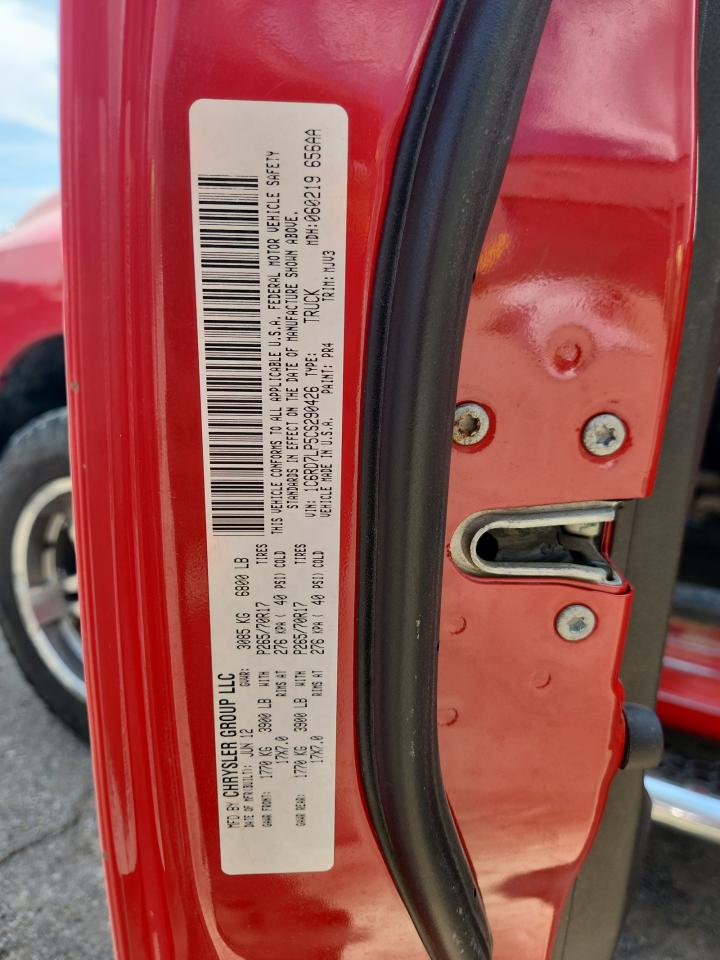 MFD BY CHRYSLER GROUP LLC
DATE OF MFR(BUILT): JUN 12 GVWR: 3085 KG 6800 LB
GAWR FRONT: 1770 KG 3900 LB WITH P265/70R17 TIRES
17X7.0 RIMS AT 276 KPA ( 40 PSI) COLD
GAWR REAR: 1770 KG 3900 LB WITH P265/70R17 TIRES
17X7.0 RIMS AT 276 KPA ( 40 PSI) COLD
THIS VEHICLE CONFORMS TO ALL APPLICABLE U.S.A. FEDERAL MOTOR VEHICLE SAFETY
STANDARDS IN EFFECT ON THE DATE OF MANUFACTURE SHOWN ABOVE.
VIN: 1C6RD7LP5CS290426 TYPE: TRUCK MDH:060219 656AA
VEHICLE MADE IN U.S.A. PAINT: PR4 TRIM: MJV3